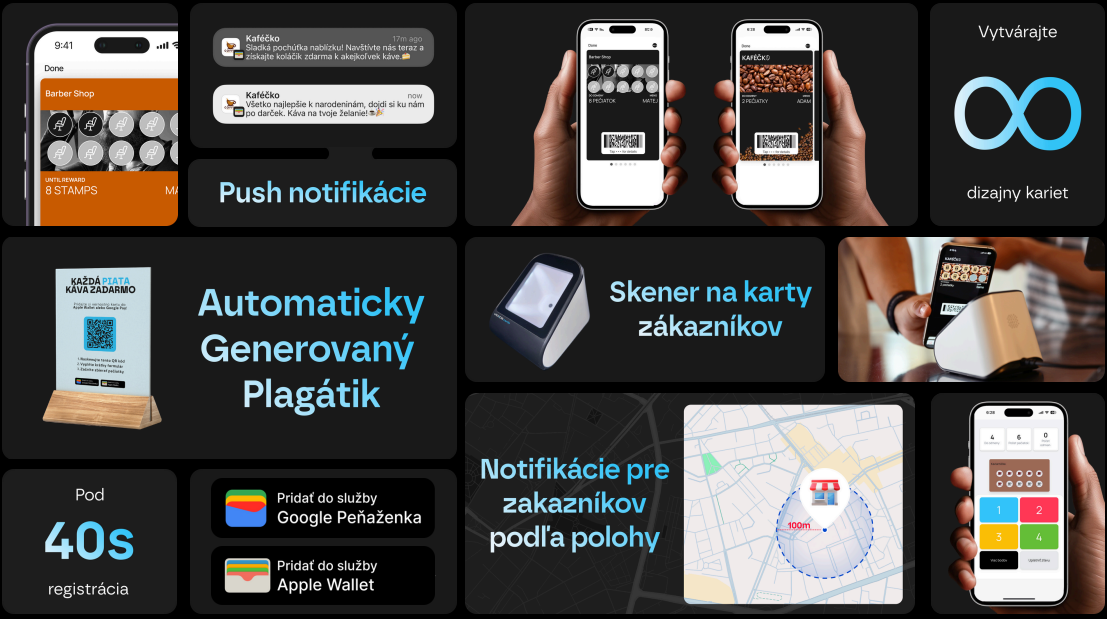 9:41
Done
Barber Shop
UNTIL REWARD
8 STAMPS
MA
Kaféčko
17m ago
Sladká pochúťka nablízku! Navštívte nás teraz a
získajte koláčik zdarma k akejkoľvek káve.
Kaféčko
now
Všetko najlepšie k narodeninám, dojdi si ku nám
po darček. Káva na tvoje želanie!
Push notifikácie
Done
Barber Shop
8 PEČIATOK
MATEJ
Done
KAFÉČKO
2 PEČIATKY
ADAM
Vytvárajte
dizajny kariet
KAŽDÁ PIATA
KÁVA ZADARMO
Automaticky
Generovaný
Plagátik
Skener na karty
zákazníkov
KAFÉČKO
Pod
40s
registrácia
Pridať do služby
Google Peňaženka
Pridať do služby
Apple Wallet
Notifikácie pre
zakazníkov
podľa polohy
100m
4
6
0
1
2
3
4